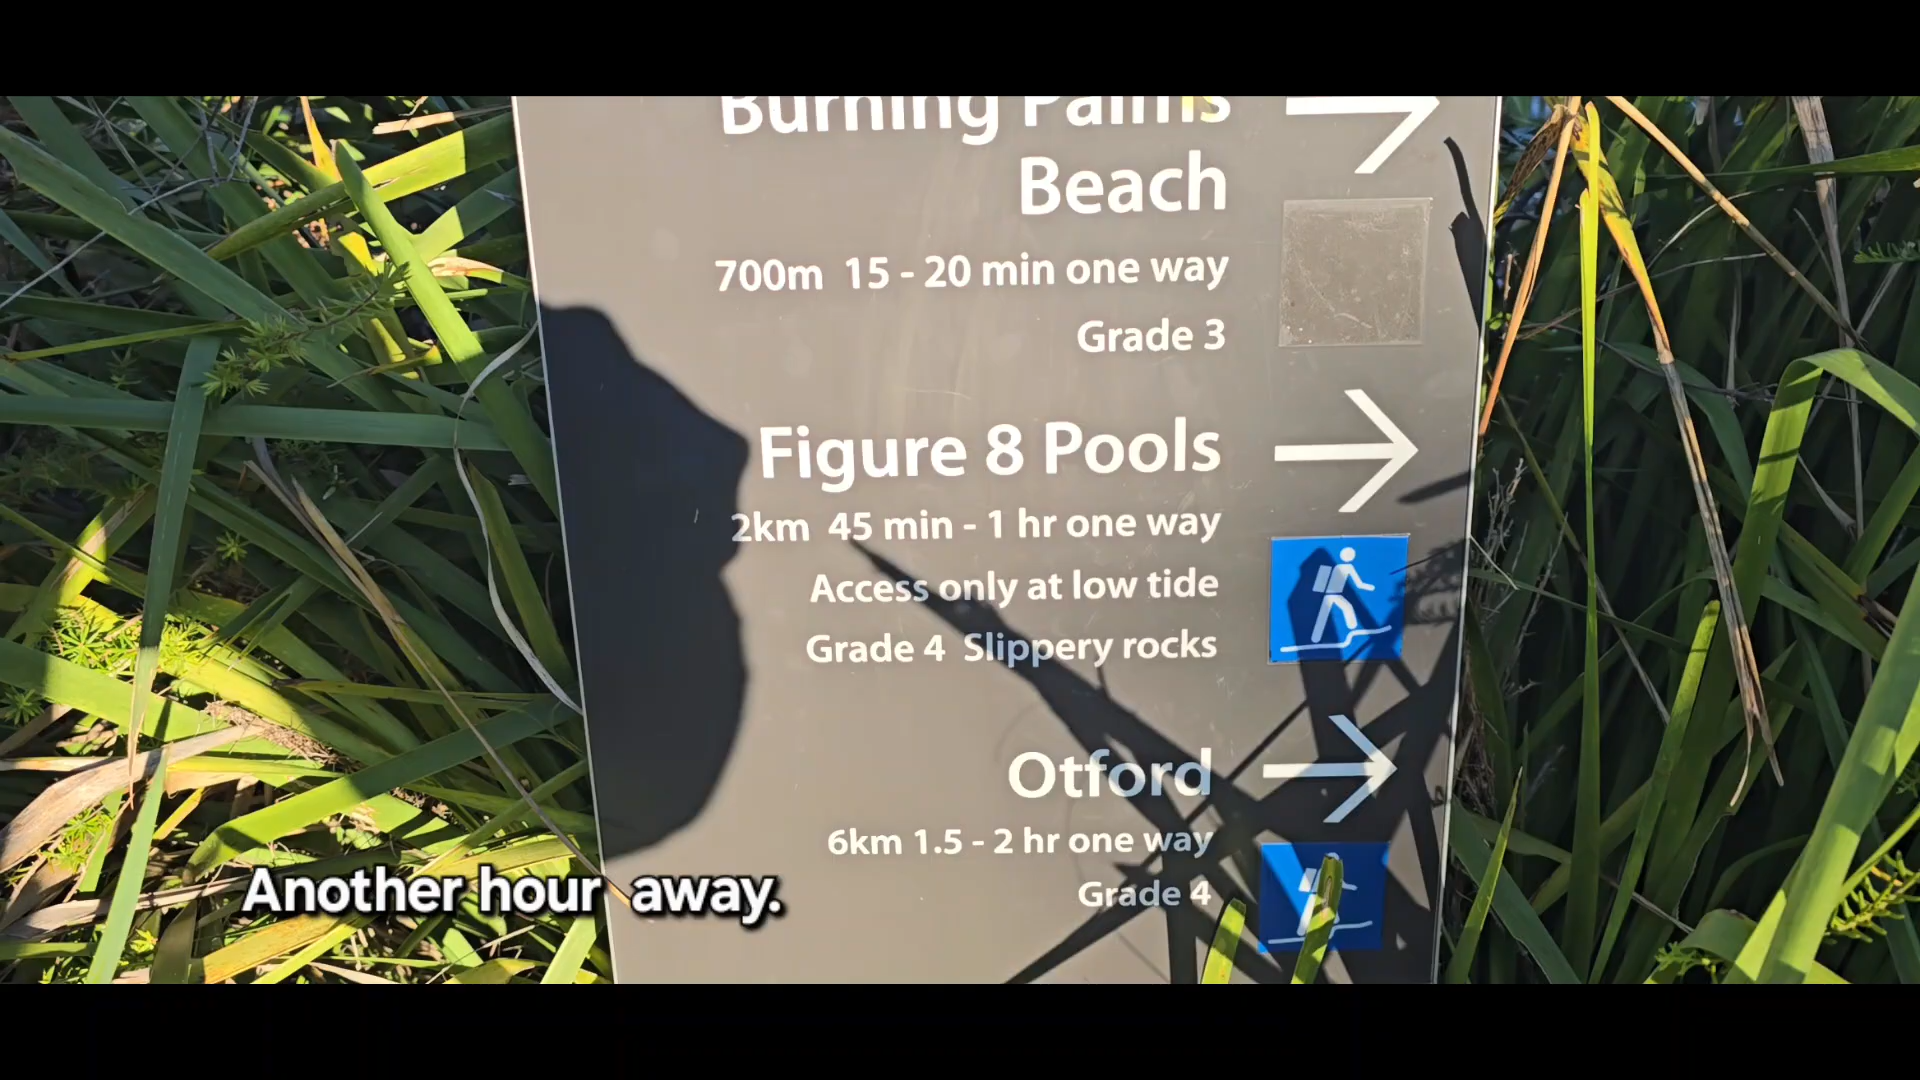 Burning Palms
Beach
700m 15 - 20 min one way
Grade 3
Figure 8 Pools
2km 45 min - 1 hr one way
Access only at low tide
Grade 4 Slippery rocks
Otford
6km 1.5 - 2 hr one way
Grade 4
Another hour away.